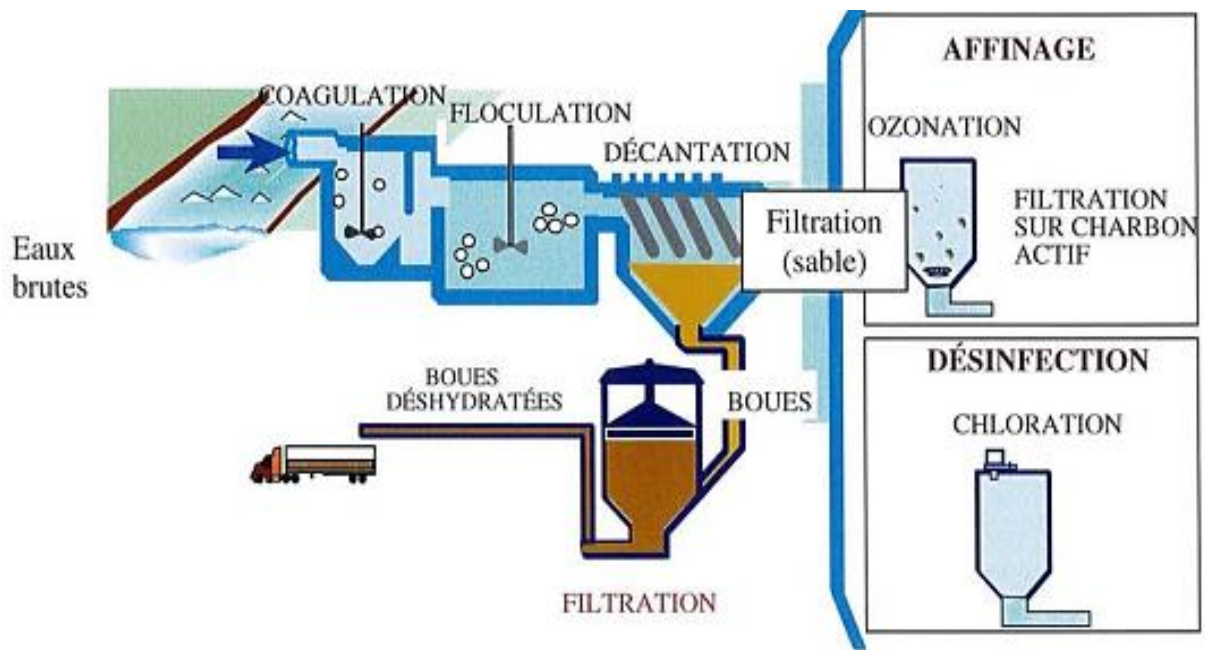 AFFINAGE
COAGULATION
FLOCULATION
OZONATION
DÉCANTATION
Eaux
brutes
Filtration
(sable)
FILTRATION
SUR CHARBON
ACTIF
BOUES
DÉSHYDRATÉES
BOUES
DÉSINFECTION
CHLORATION
FILTRATION